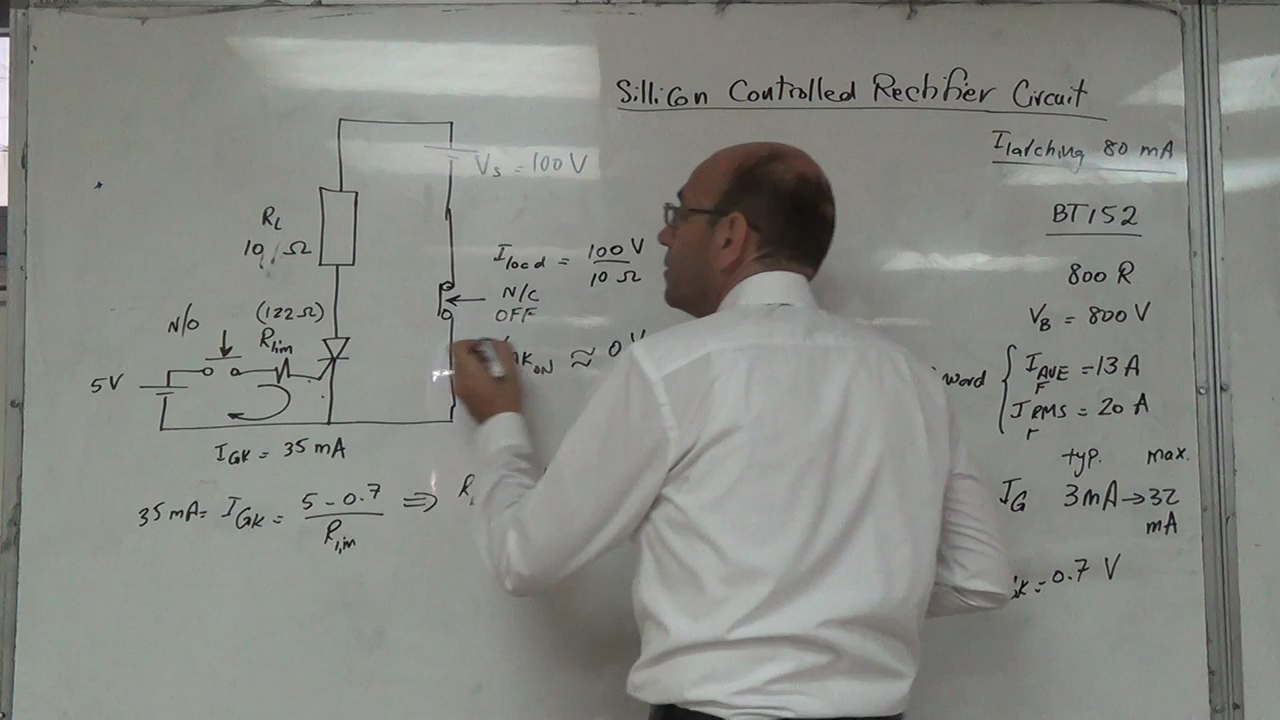 Sillicon Controlled Rectifier Circuit
Ilatching 80 mA
BT152
800 R
VB = 800 V
IAVE F = 13 A
IRMS F = 20 A
typ. max.
IG 3mA → 32 mA
= 0.7 V
Vs = 100 V
RL
10 Ω
Iload = 100 V / 10 Ω
N/C
OFF
ON ≈ 0 V
N/O
(122 Ω)
Rlim
5V
IGK = 35 mA
35 mA = IGK = 5 - 0.7 / Rlim ⇒ R